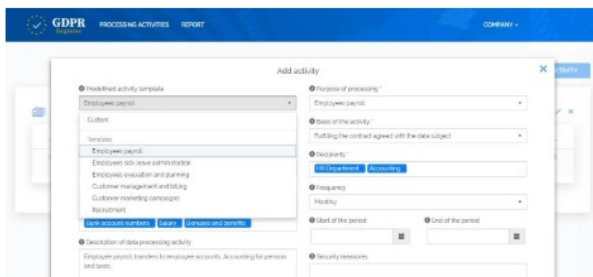 GDPR
Register
PROCESSING ACTIVITIES
REPORT
COMPANY
Add activity
Predefined activity template
Employees payroll
Custom
Templates
Employees payroll
Employees sick leave administration
Employees evaluation and planning
Customer management and billing
Customer marketing campaigns
Recruitment
Bank account numbers
Salary
Bonuses and benefits
Description of data processing activity
Employee payroll, transfers to employee accounts, Accounting for pension
and taxes.
Purpose of processing *
Employees payroll
Basis of the activity *
Fulfilling the contract agreed with the data subject
Recipients *
HR Department
Accounting
Frequency
Monthly
Start of the period
End of the period
Security measures